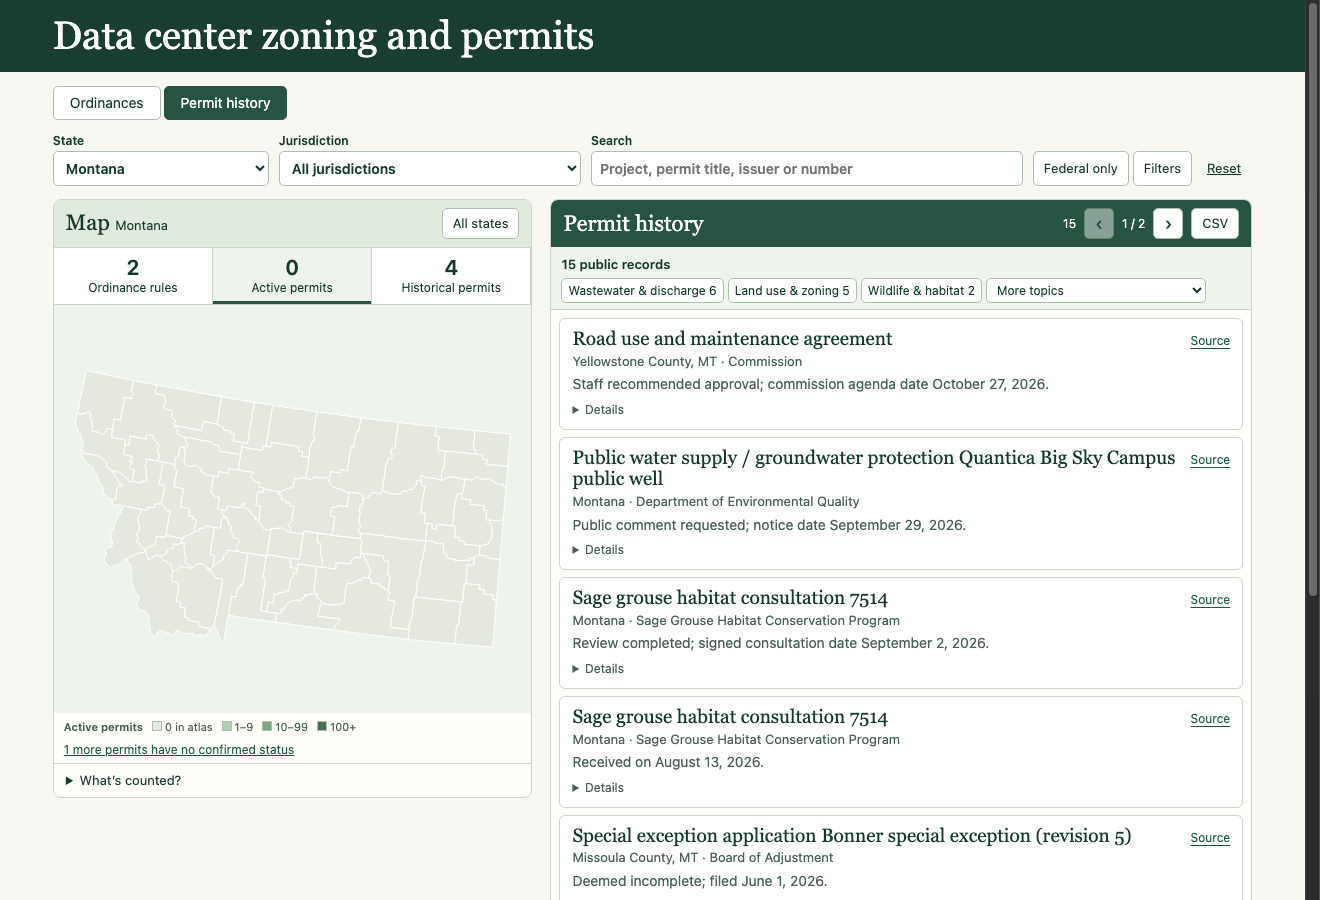 Data center zoning and permits
Ordinances
Permit history
State
Jurisdiction
Search
Montana
All jurisdictions
Project, permit title, issuer or number
Federal only
Filters
Reset
Map Montana
All states
2
Ordinance rules
0
Active permits
4
Historical permits
Active permits 0 in atlas 1–9 10–99 100+
1 more permits have no confirmed status
▶ What's counted?
Permit history
15 ‹ 1 / 2 › CSV
15 public records
Wastewater & discharge 6
Land use & zoning 5
Wildlife & habitat 2
More topics
Road use and maintenance agreement
Source
Yellowstone County, MT · Commission
Staff recommended approval; commission agenda date October 27, 2026.
▶ Details
Public water supply / groundwater protection Quantica Big Sky Campus
public well
Source
Montana · Department of Environmental Quality
Public comment requested; notice date September 29, 2026.
▶ Details
Sage grouse habitat consultation 7514
Source
Montana · Sage Grouse Habitat Conservation Program
Review completed; signed consultation date September 2, 2026.
▶ Details
Sage grouse habitat consultation 7514
Source
Montana · Sage Grouse Habitat Conservation Program
Received on August 13, 2026.
▶ Details
Special exception application Bonner special exception (revision 5)
Source
Missoula County, MT · Board of Adjustment
Deemed incomplete; filed June 1, 2026.